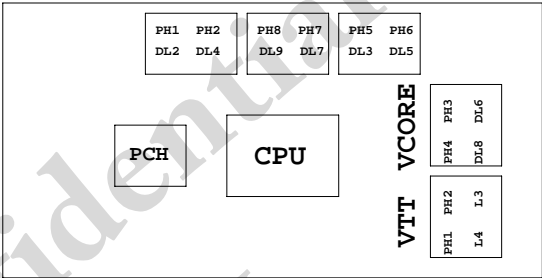 PH1 PH2 PH8 PH7 PH5 PH6
DL2 DL4 DL9 DL7 DL3 DL5
VCORE
PH3 DL6
PH4 DL8
PCH
CPU
VTT
PH2 L3
PH1 L4
idential